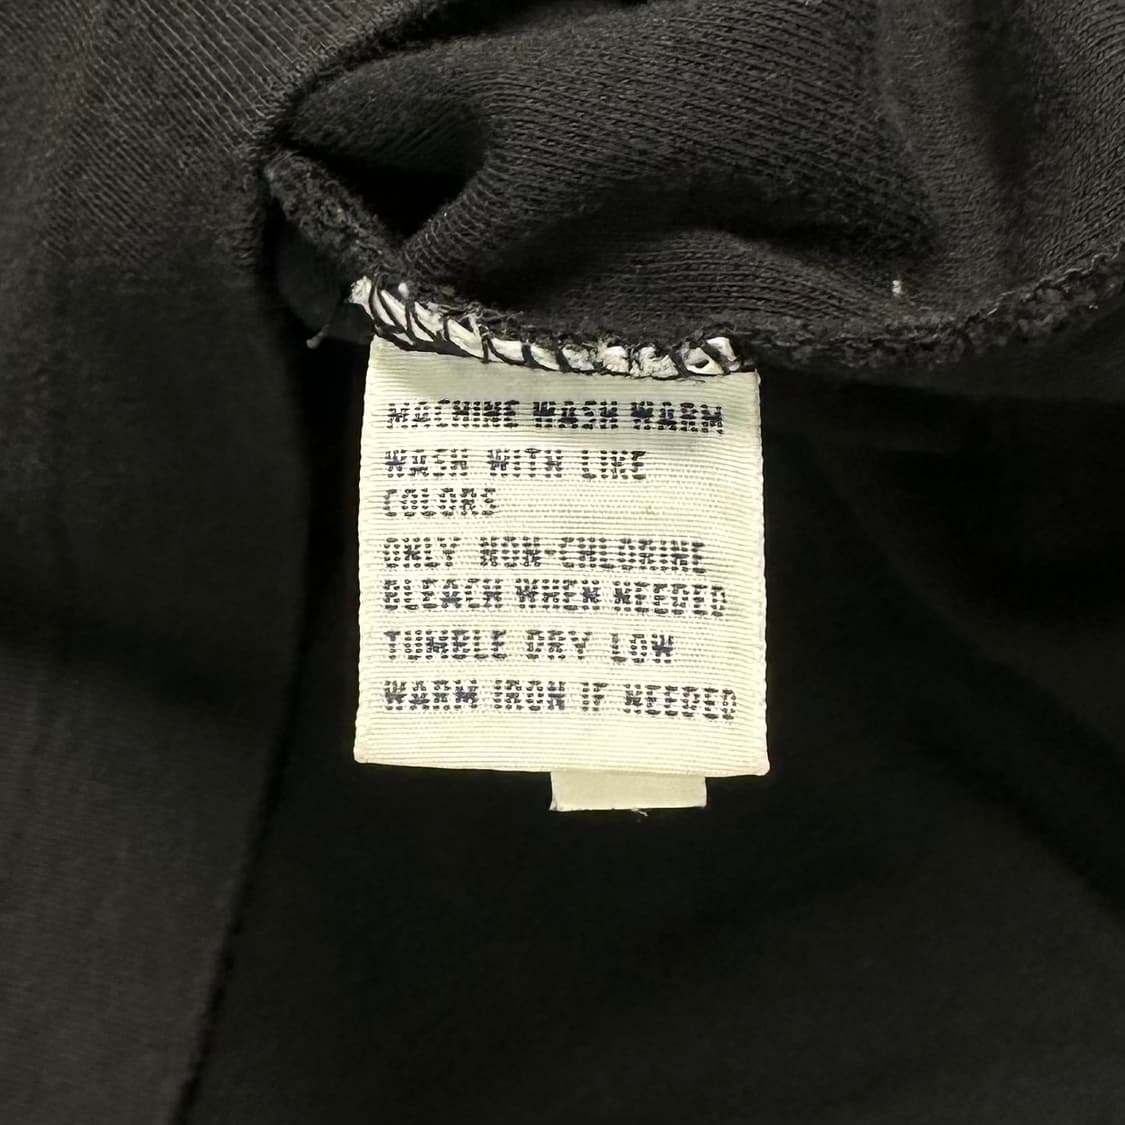 MACHINE WASH WARM
WASH WITH LIKE
COLORS
ONLY NON-CHLORINE
BLEACH WHEN NEEDED
TUMBLE DRY LOW
WARM IRON IF NEEDED